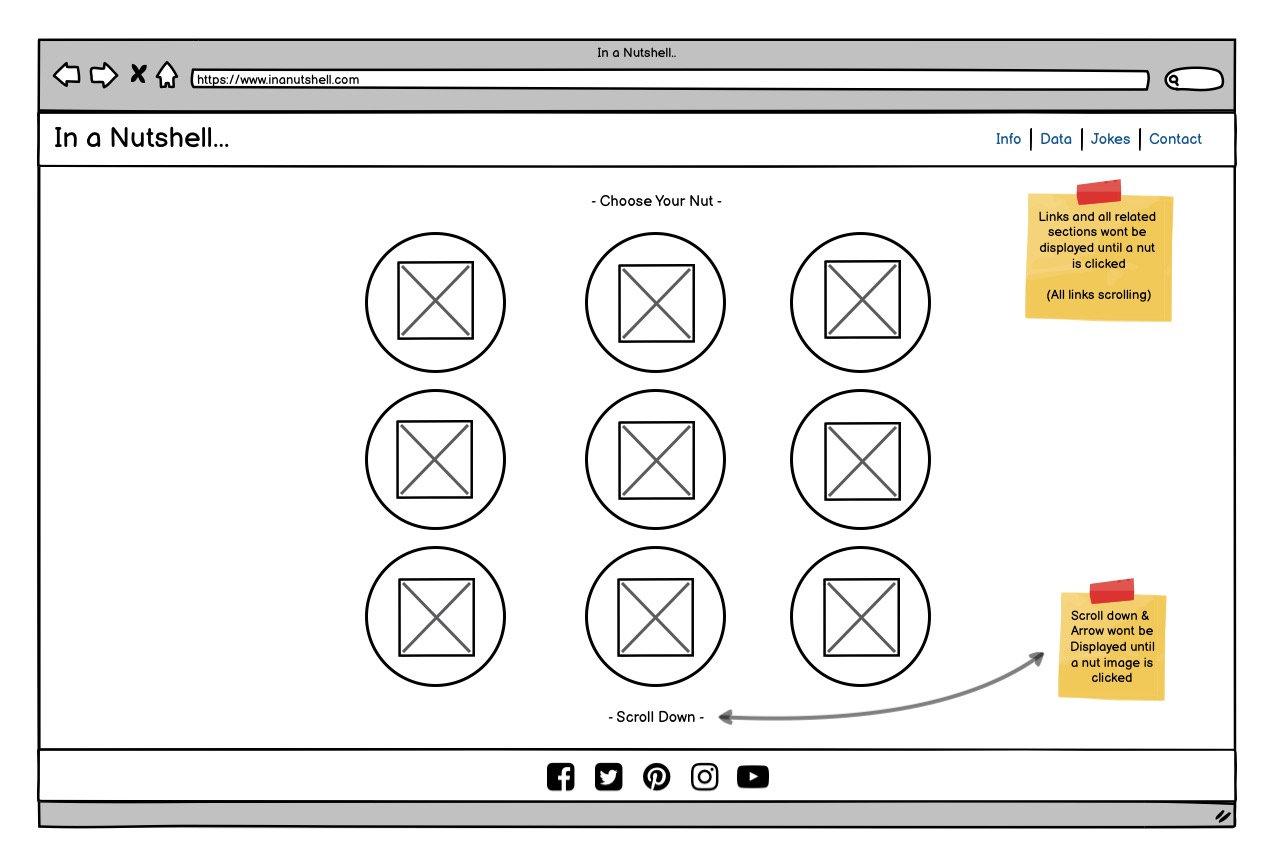 In a Nutshell..
https://www.inanutshell.com
In a Nutshell...
Info | Data | Jokes | Contact
- Choose Your Nut -
Links and all related
sections wont be
displayed until a nut
is clicked
(All links scrolling)
Scroll down &
Arrow wont be
Displayed until
a nut image is
clicked
- Scroll Down -